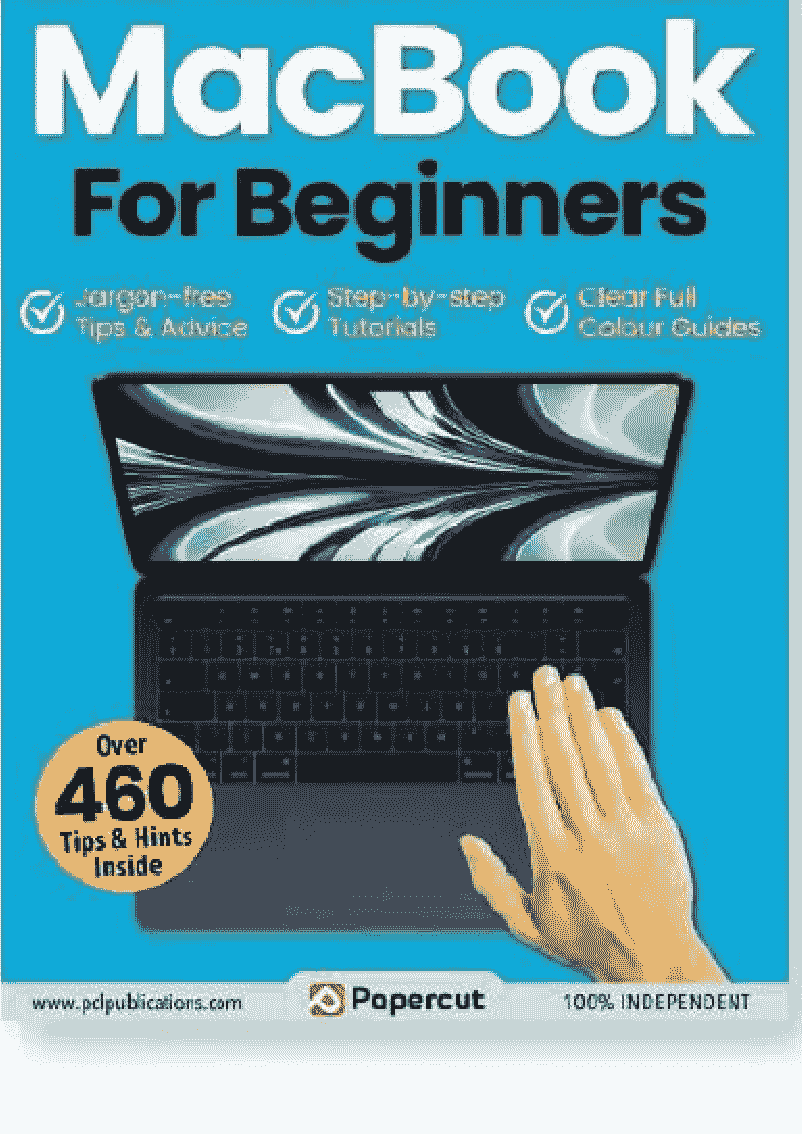 MacBook
For Beginners
Jargon-free
Tips & Advice
Step-by-step
Tutorials
Clear Full
Colour Guides
Over
460
Tips & Hints
Inside
www.pclpublications.com
Papercut
100% INDEPENDENT